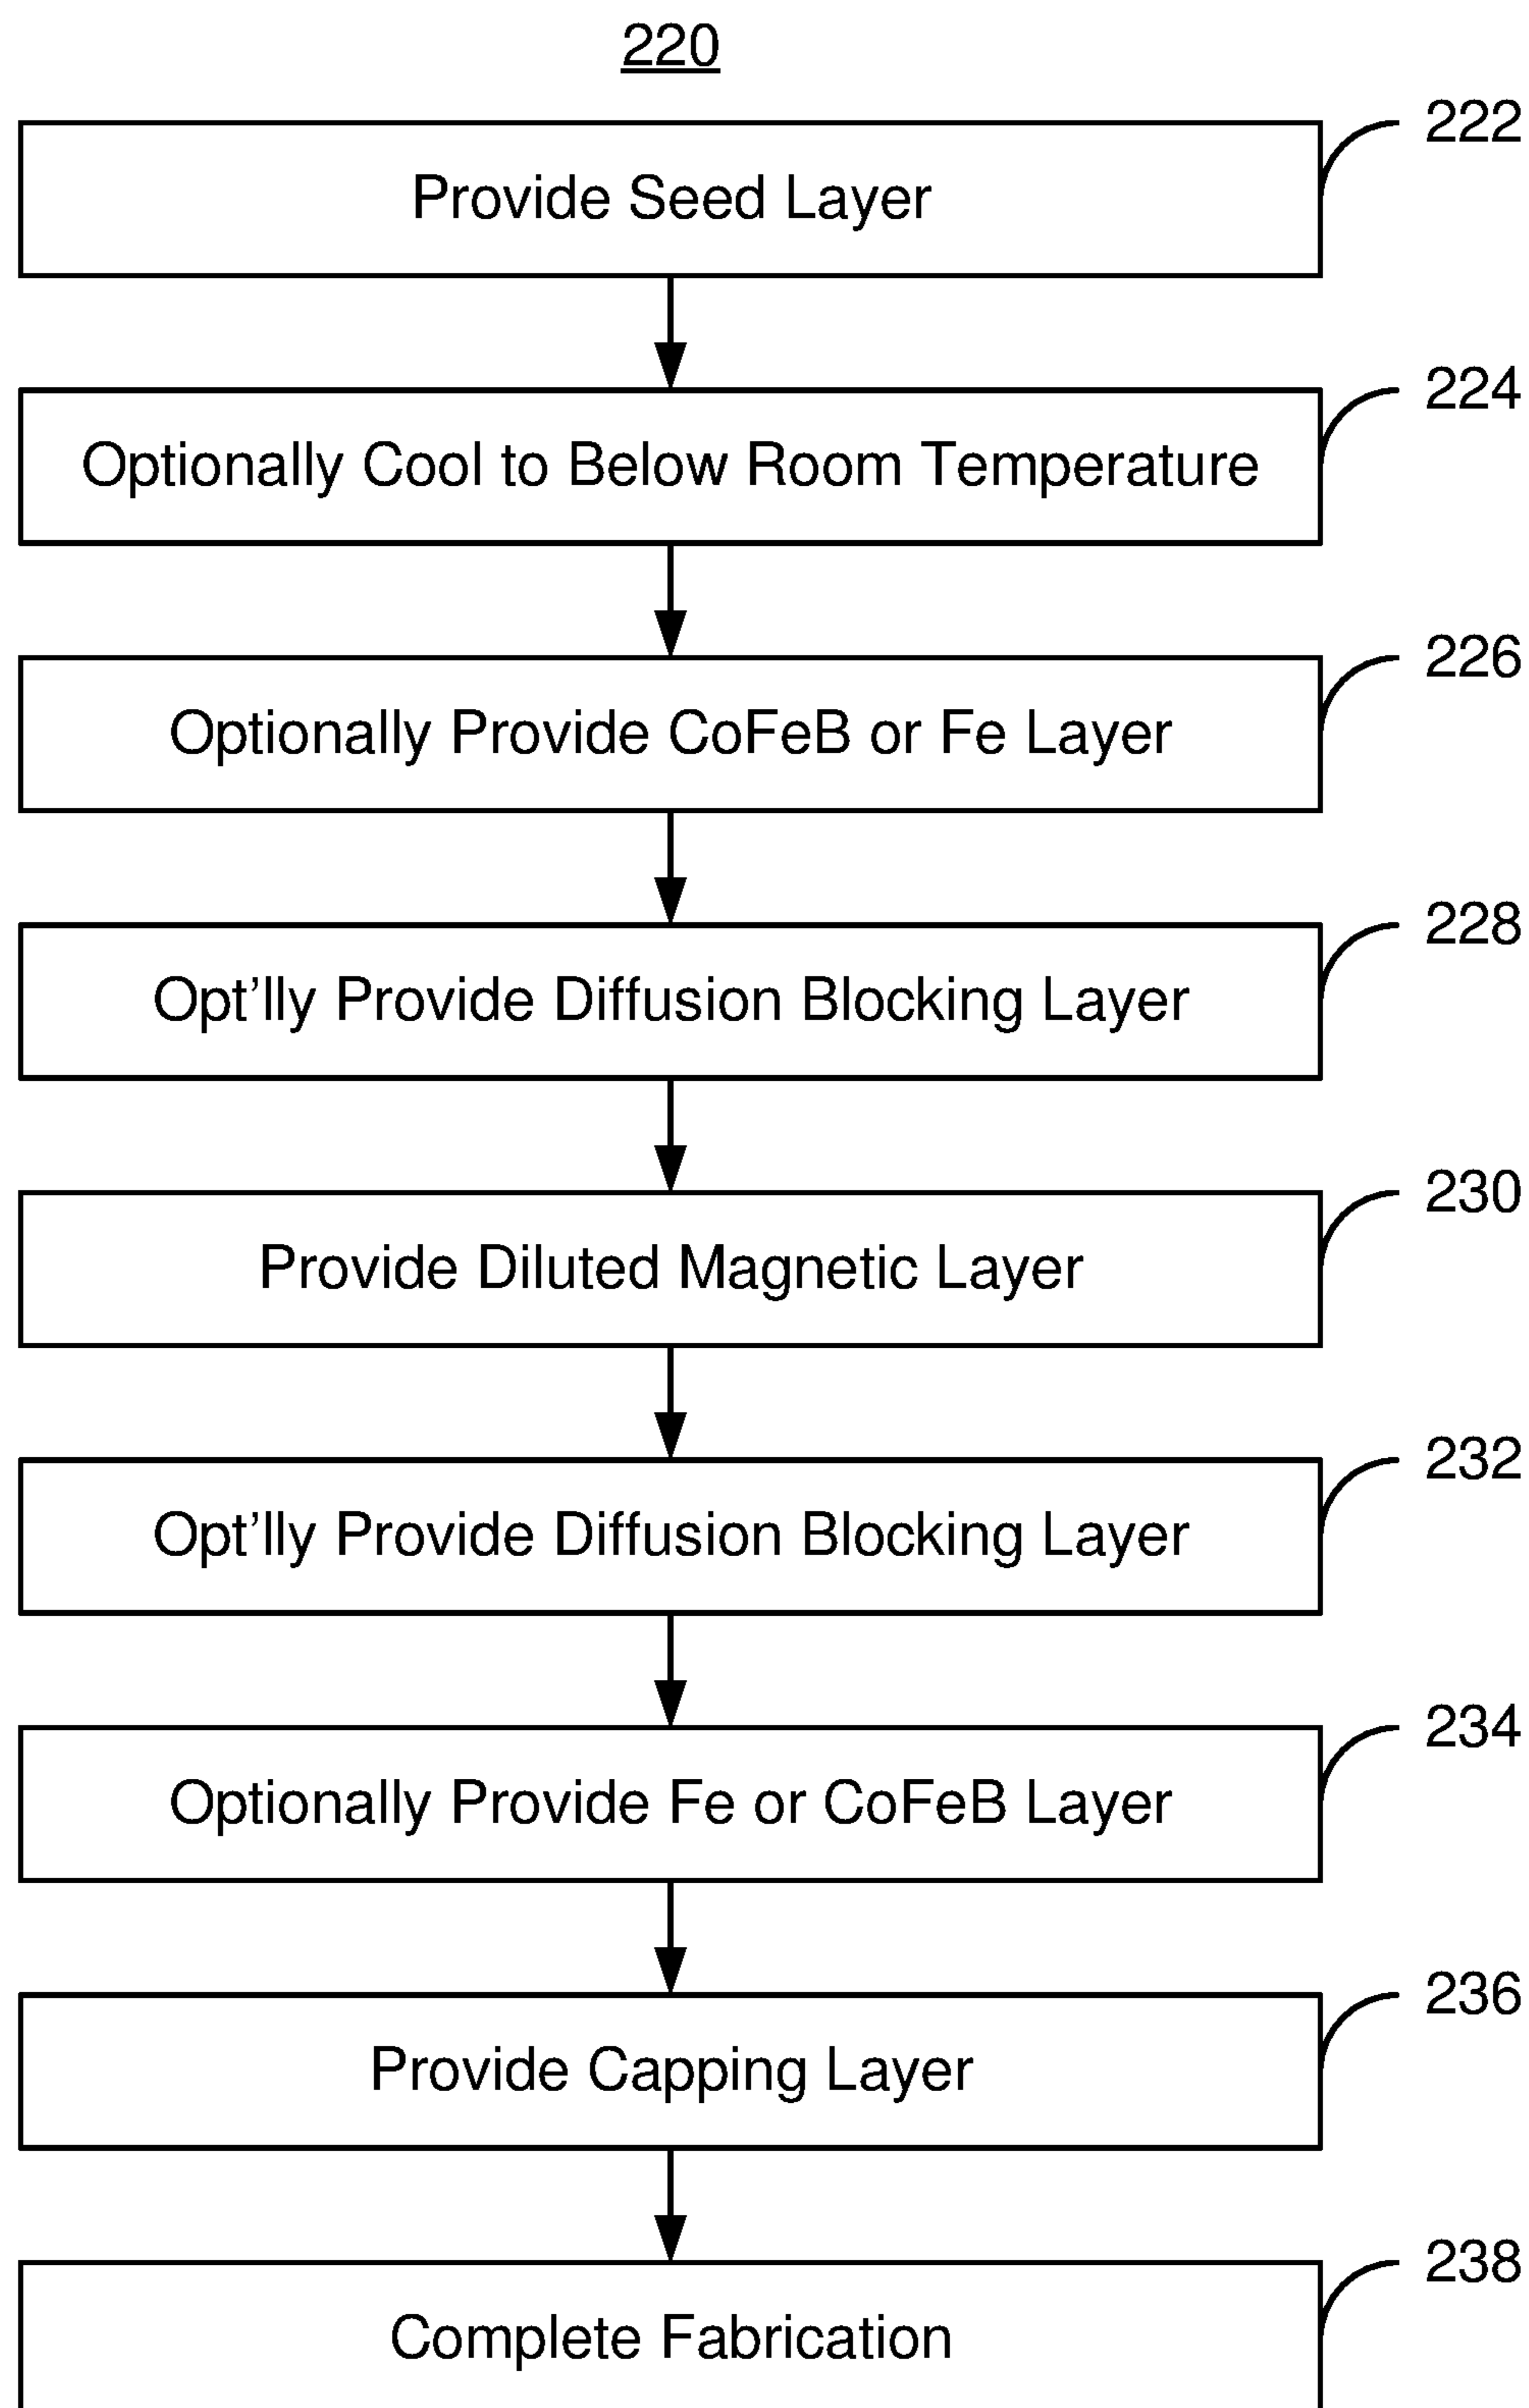 220
222
Provide Seed Layer
224
Optionally Cool to Below Room Temperature
226
Optionally Provide CoFeB or Fe Layer
228
Opt’lly Provide Diffusion Blocking Layer
230
Provide Diluted Magnetic Layer
232
Opt’lly Provide Diffusion Blocking Layer
234
Optionally Provide Fe or CoFeB Layer
236
Provide Capping Layer
238
Complete Fabrication